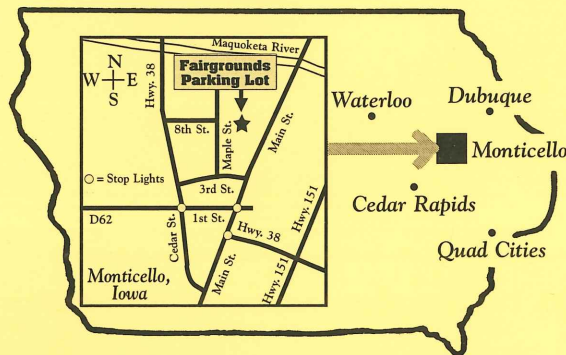 Maquoketa River
N
W E
S
Hwy. 38
Fairgrounds
Parking Lot
8th St.
Maple St.
Main St.
= Stop Lights
3rd St.
D62
1st St.
Cedar St.
Hwy. 38
Hwy. 151
Main St.
Hwy. 151
Monticello,
Iowa
Waterloo
Dubuque
Monticello
Cedar Rapids
Quad Cities